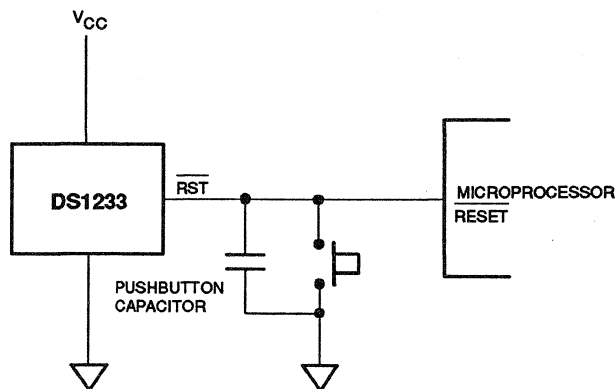 VCC
DS1233
RST
MICROPROCESSOR
RESET
PUSHBUTTON
CAPACITOR